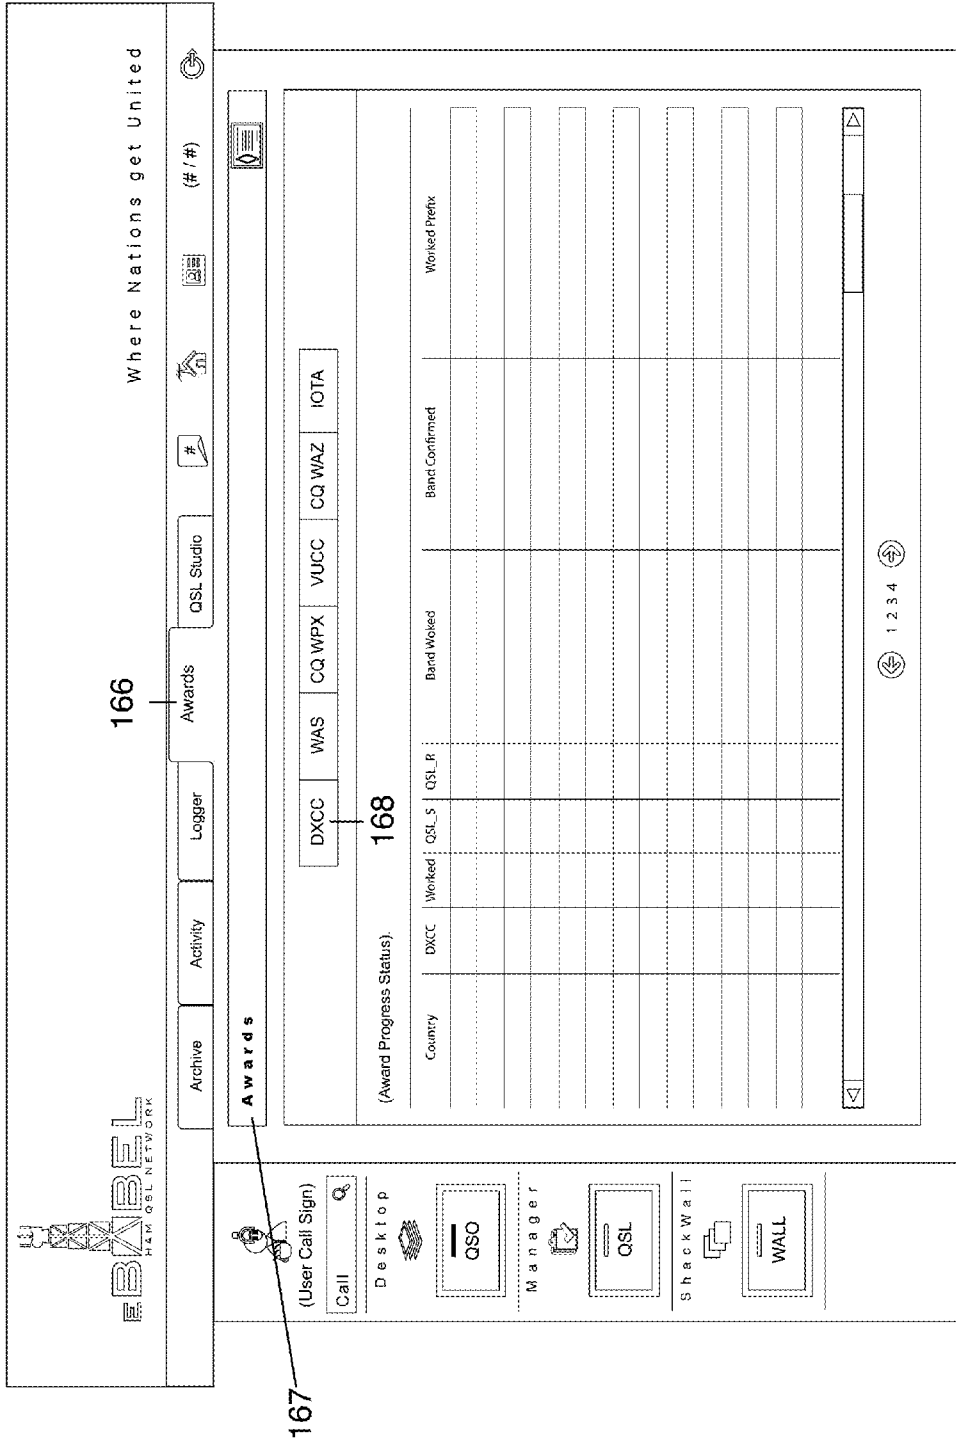 EBABEL
HAM QSL NETWORK
Where Nations get United
166
Archive Activity Logger Awards QSL Studio # (#/#)
167
Awards
(User Call Sign)
Call
Desktop
QSO
Manager
QSL
ShackWall
WALL
DXCC WAS CQ WPX VUCC CQ WAZ IOTA
168
(Award Progress Status).
Country DXCC Worked QSL_S QSL_R Band Woked Band Confirmed Worked Prefix
1 2 3 4